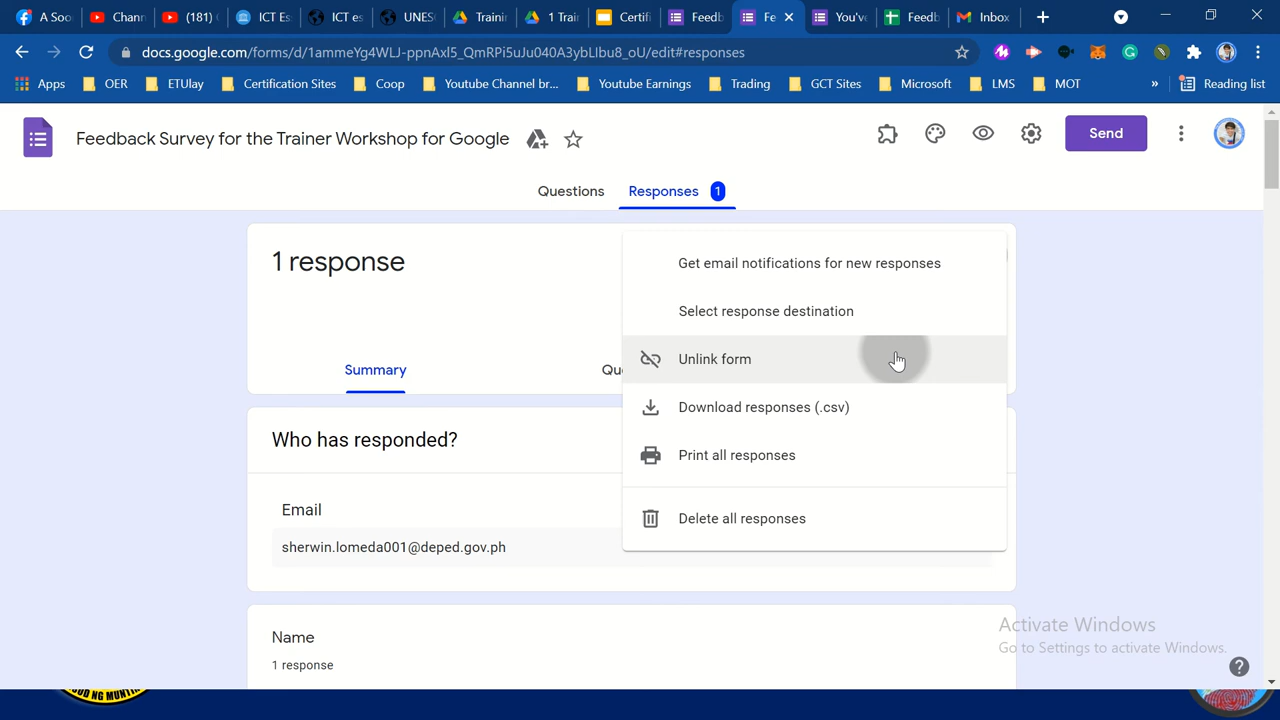 A Soo
Chann
(181)
ICT Es
ICT es
UNES
Trainin
1 Trai
Certifi
Feedb
Fe
You've
Feedb
Inbox
docs.google.com/forms/d/1ammeYg4WLJ-ppnAxI5_QmRPi5uJu040A3ybLIbu8_oU/edit#responses
Apps
OER
ETUlay
Certification Sites
Coop
Youtube Channel br...
Youtube Earnings
Trading
GCT Sites
Microsoft
LMS
MOT
»
Reading list
Feedback Survey for the Trainer Workshop for Google
Send
Questions
Responses 1
1 response
Get email notifications for new responses
Select response destination
Unlink form
Summary
Qu
Download responses (.csv)
Who has responded?
Print all responses
Email
Delete all responses
sherwin.lomeda001@deped.gov.ph
Name
Activate Windows
Go to Settings to activate Windows.
1 response